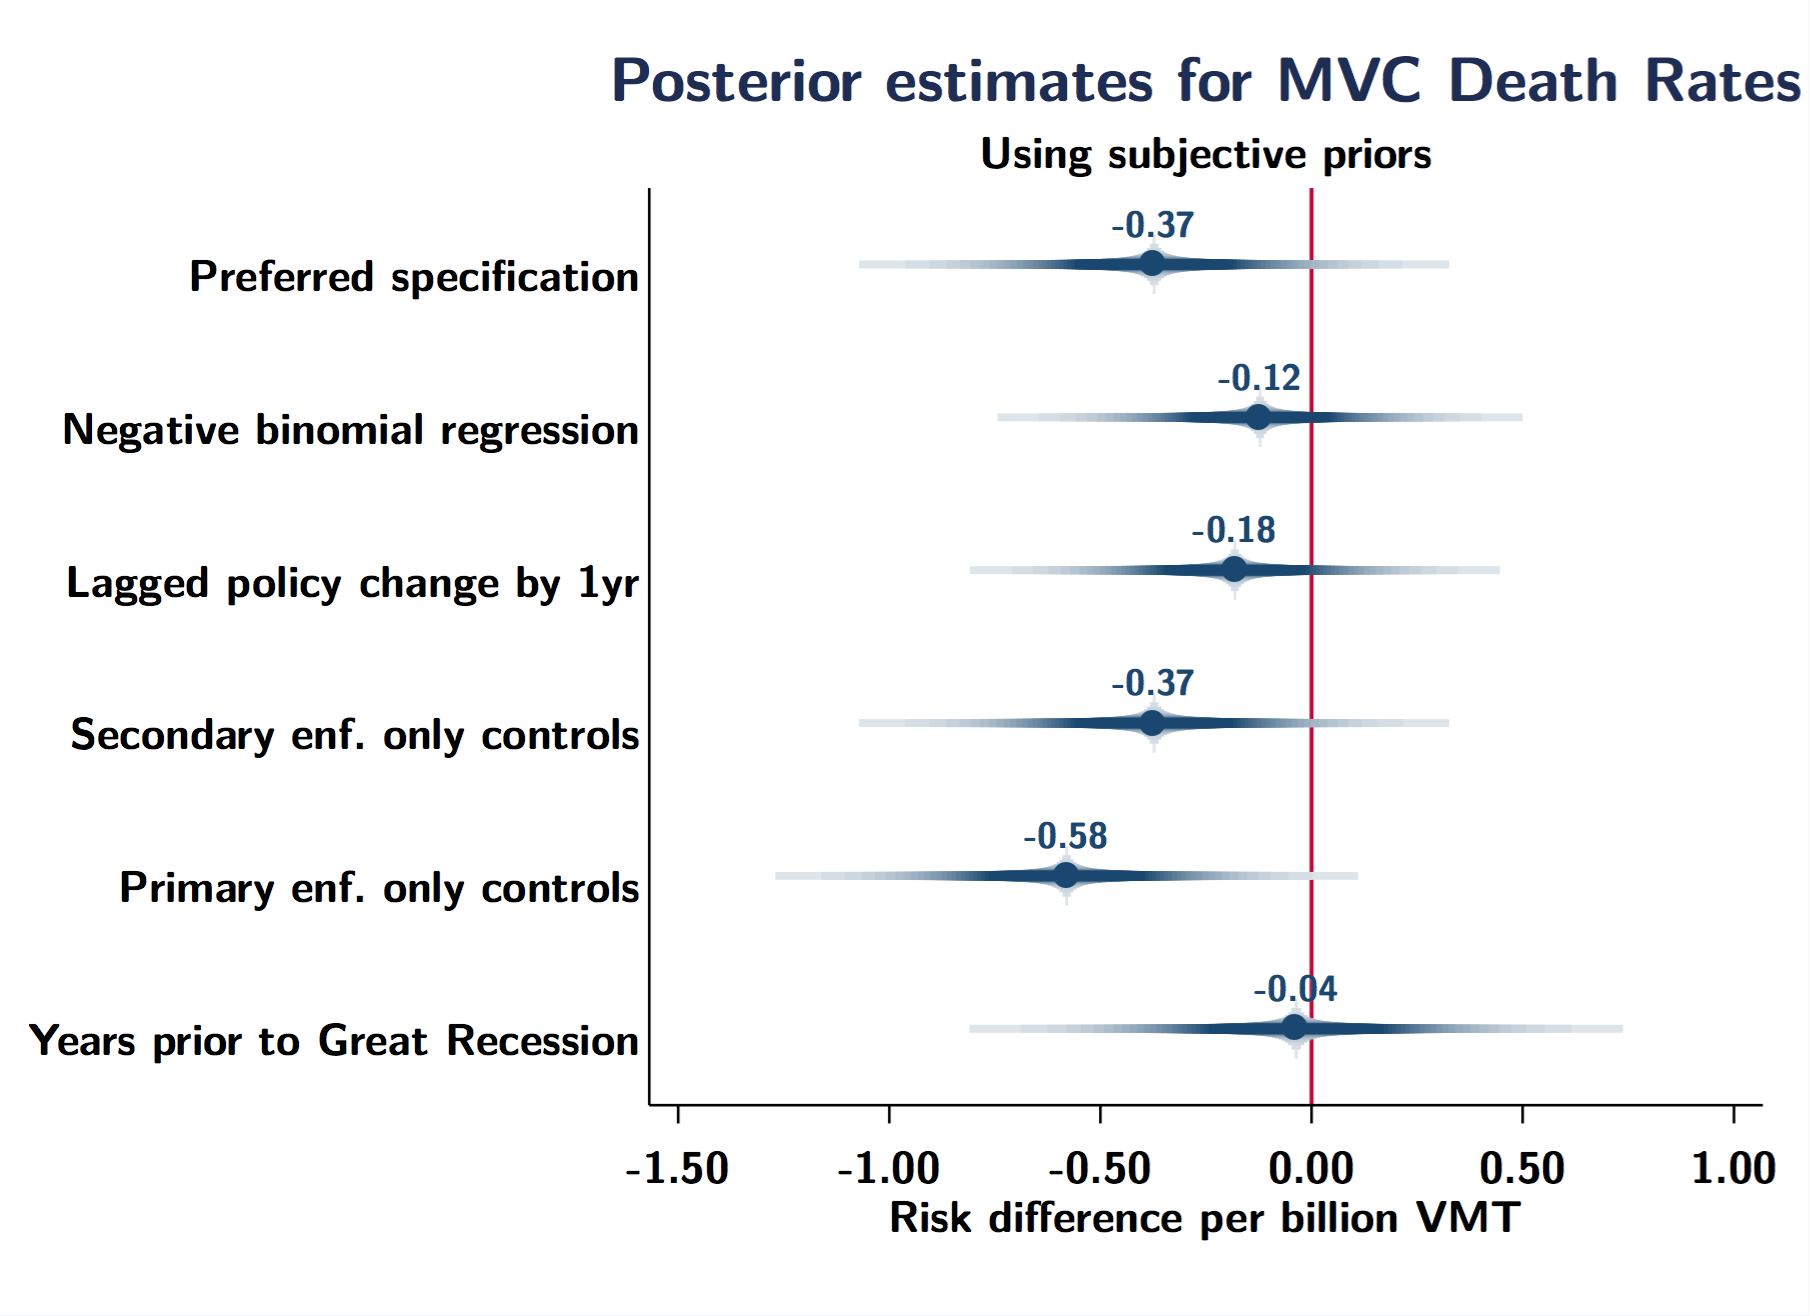 Posterior estimates for MVC Death Rates
Using subjective priors
-0.37
Preferred specification
-0.12
Negative binomial regression
-0.18
Lagged policy change by 1yr
-0.37
Secondary enf. only controls
-0.58
Primary enf. only controls
-0.04
Years prior to Great Recession
-1.50 -1.00 -0.50 0.00 0.50 1.00
Risk difference per billion VMT